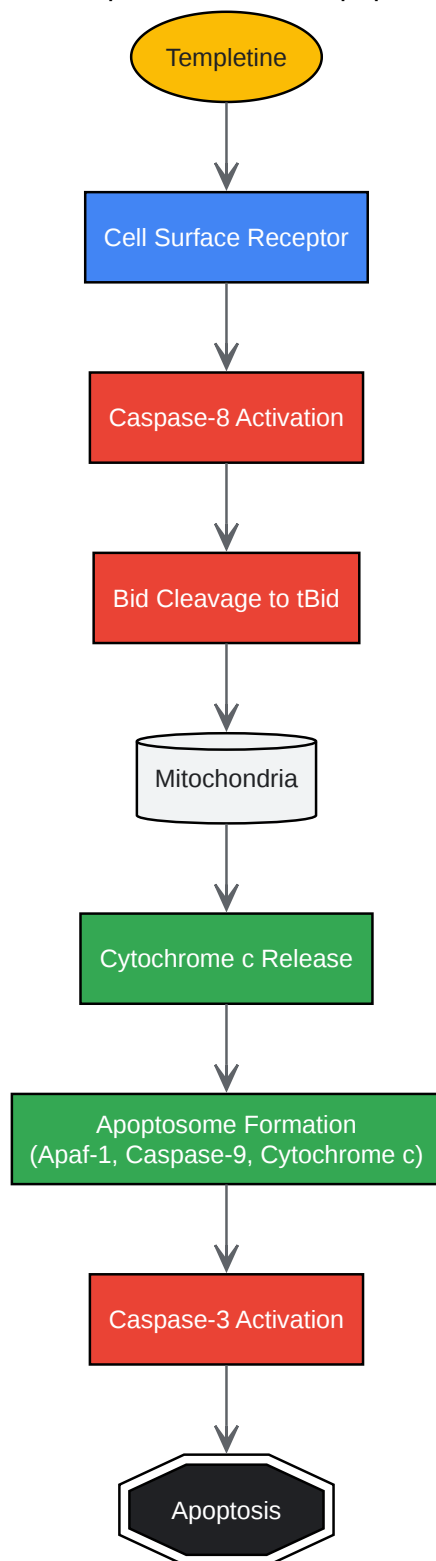 Templetine
Cell Surface Receptor
Caspase-8 Activation
Bid Cleavage to tBid
Mitochondria
Cytochrome c Release
Apoptosome Formation
(Apaf-1, Caspase-9, Cytochrome c)
Caspase-3 Activation
Apoptosis